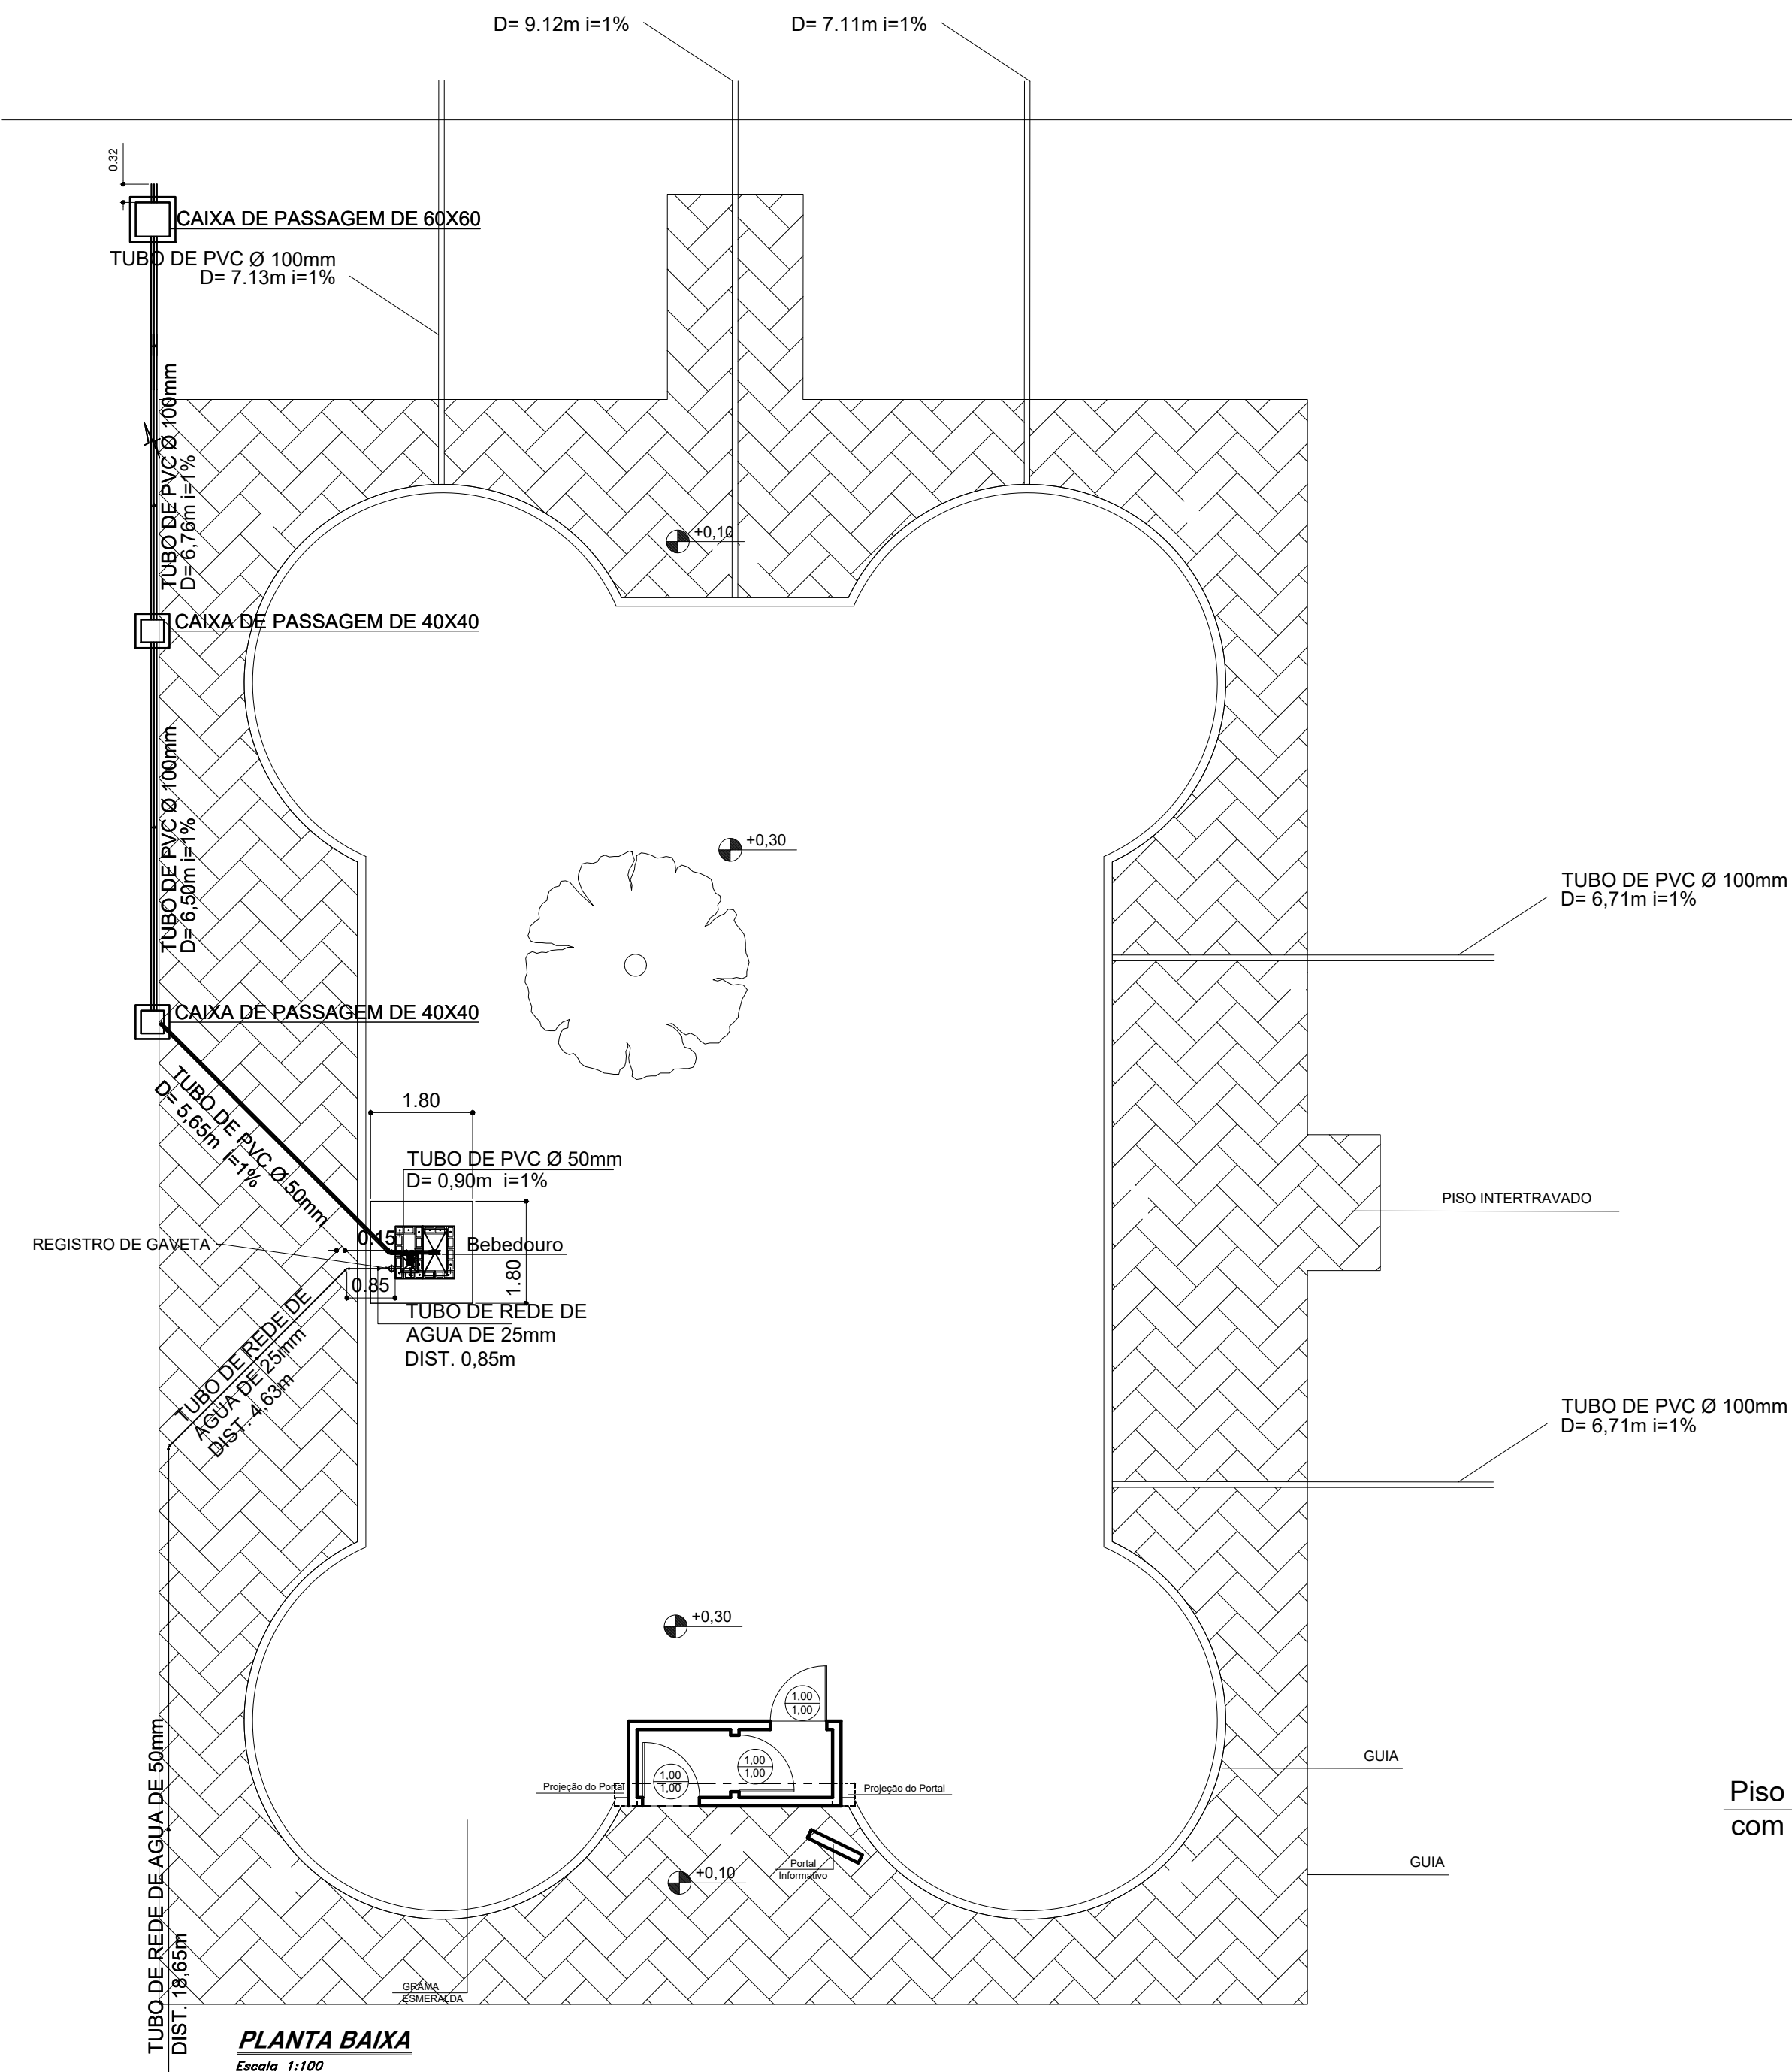 D= 9.12m i=1%
D= 7.11m i=1%
0.32
CAIXA DE PASSAGEM DE 60X60
TUBO DE PVC Ø 100mm
D= 7.13m i=1%
TUBO DE PVC Ø 100mm
D= 6,76m i=1%
+0,10
CAIXA DE PASSAGEM DE 40X40
TUBO DE PVC Ø 100mm
D= 6,50m i=1%
+0,30
TUBO DE PVC Ø 100mm
D= 6,71m i=1%
CAIXA DE PASSAGEM DE 40X40
TUBO DE PVC Ø 50mm
D= 5,65m i=1%
1.80
TUBO DE PVC Ø 50mm
D= 0,90m i=1%
PISO INTERTRAVADO
0.15
REGISTRO DE GAVETA
Bebedouro
1.80
0.85
TUBO DE REDE DE
AGUA DE 25mm
DIST. 0,85m
TUBO DE REDE DE
AGUA DE 25mm
DIST. 4,63m
TUBO DE PVC Ø 100mm
D= 6,71m i=1%
+0,30
1,00
1,00
1,00
1,00
1,00
1,00
Projeção do Portal
Projeção do Portal
GUIA
Piso
com
GUIA
Portal
Informativo
+0,10
TUBO DE REDE DE AGUA DE 50mm
DIST. 18,65m
GRAMA
ESMERALDA
PLANTA BAIXA
Escala 1:100